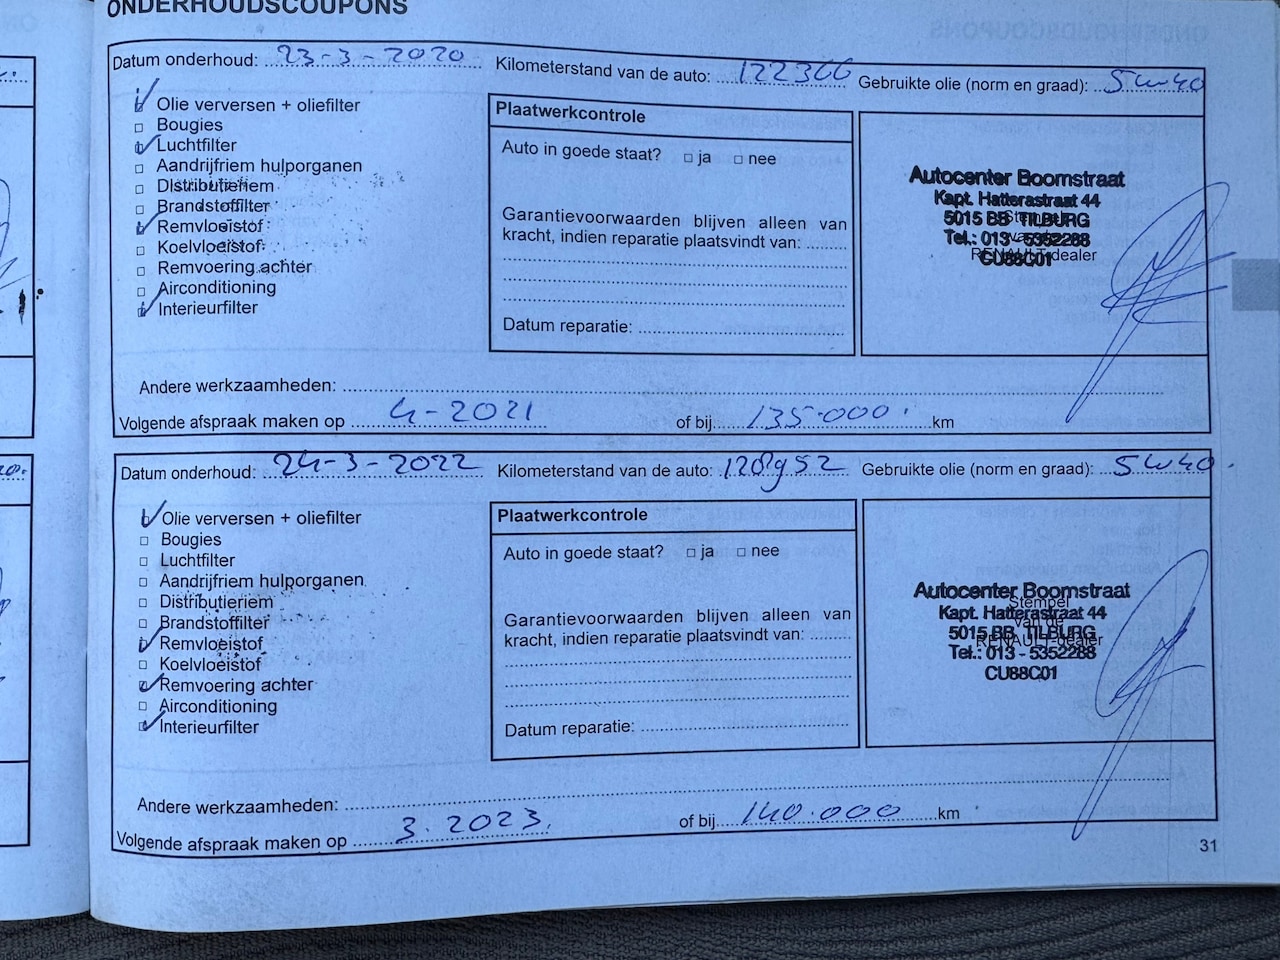 ONDERHOUDSCOUPONS
Datum onderhoud: 23-3-2020 Kilometerstand van de auto: 122366 Gebruikte olie (norm en graad): 5w40
Olie verversen + oliefilter
Bougies
Luchtfilter
Aandrijfriem hulporganen
Distributieriem
Brandstoffilter
Remvloeistof
Koelvloeistof
Remvoering achter
Airconditioning
Interieurfilter
Plaatwerkcontrole
Auto in goede staat? ja nee
Garantievoorwaarden blijven alleen van
kracht, indien reparatie plaatsvindt van:
Datum reparatie:
Autocenter Boomstraat
Kapt. Hatterastraat 44
5015 BB TILBURG
Tel.: 013 - 5352288
RENAULT-dealer
CU88C01
Andere werkzaamheden:
Volgende afspraak maken op 4-2021 of bij 135.000. km
Datum onderhoud: 24-3-2022 Kilometerstand van de auto: 128952 Gebruikte olie (norm en graad): 5w40.
Olie verversen + oliefilter
Bougies
Luchtfilter
Aandrijfriem hulporganen
Distributieriem
Brandstoffilter
Remvloeistof
Koelvloeistof
Remvoering achter
Airconditioning
Interieurfilter
Plaatwerkcontrole
Auto in goede staat? ja nee
Garantievoorwaarden blijven alleen van
kracht, indien reparatie plaatsvindt van:
Datum reparatie:
Autocenter Boomstraat
Stempel
Kapt. Hatterastraat 44
van de
5015 BB TILBURG
RENAULT-dealer
Tel.: 013 - 5352288
CU88C01
Andere werkzaamheden:
Volgende afspraak maken op 3.2023. of bij 140.000 km
31